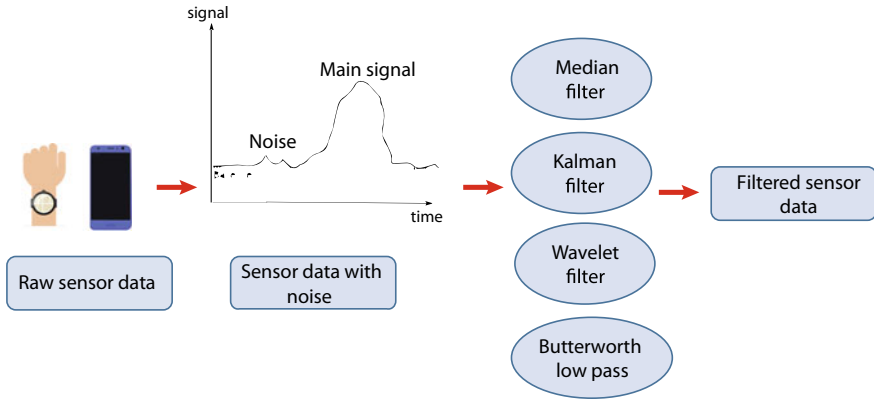 signal
Main signal
Noise
time
Raw sensor data
Sensor data with
noise
Median
filter
Kalman
filter
Wavelet
filter
Butterworth
low pass
Filtered sensor
data